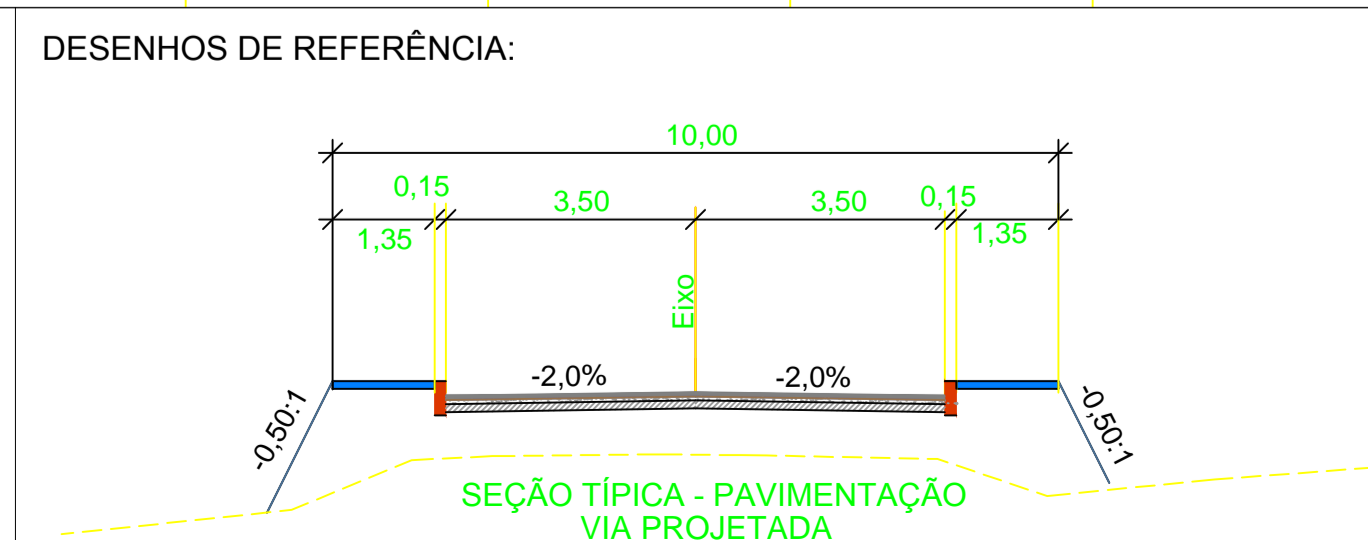 DESENHOS DE REFERÊNCIA:
10,00
0,15
3,50
3,50
0,15
1,35
1,35
Eixo
-2,0%
-2,0%
-0,50:1
-0,50:1
SEÇÃO TÍPICA - PAVIMENTAÇÃO
VIA PROJETADA